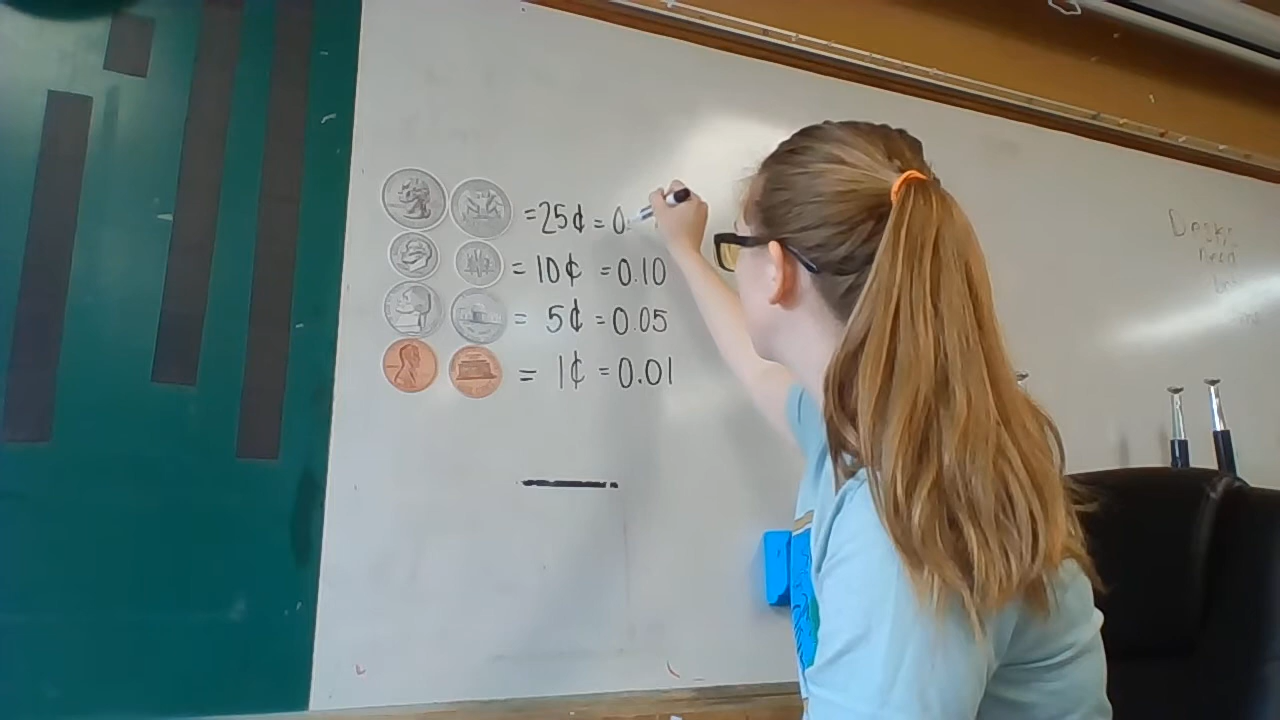 =25¢ = 0.
= 10¢ = 0.10
= 5¢ = 0.05
= 1¢ = 0.01